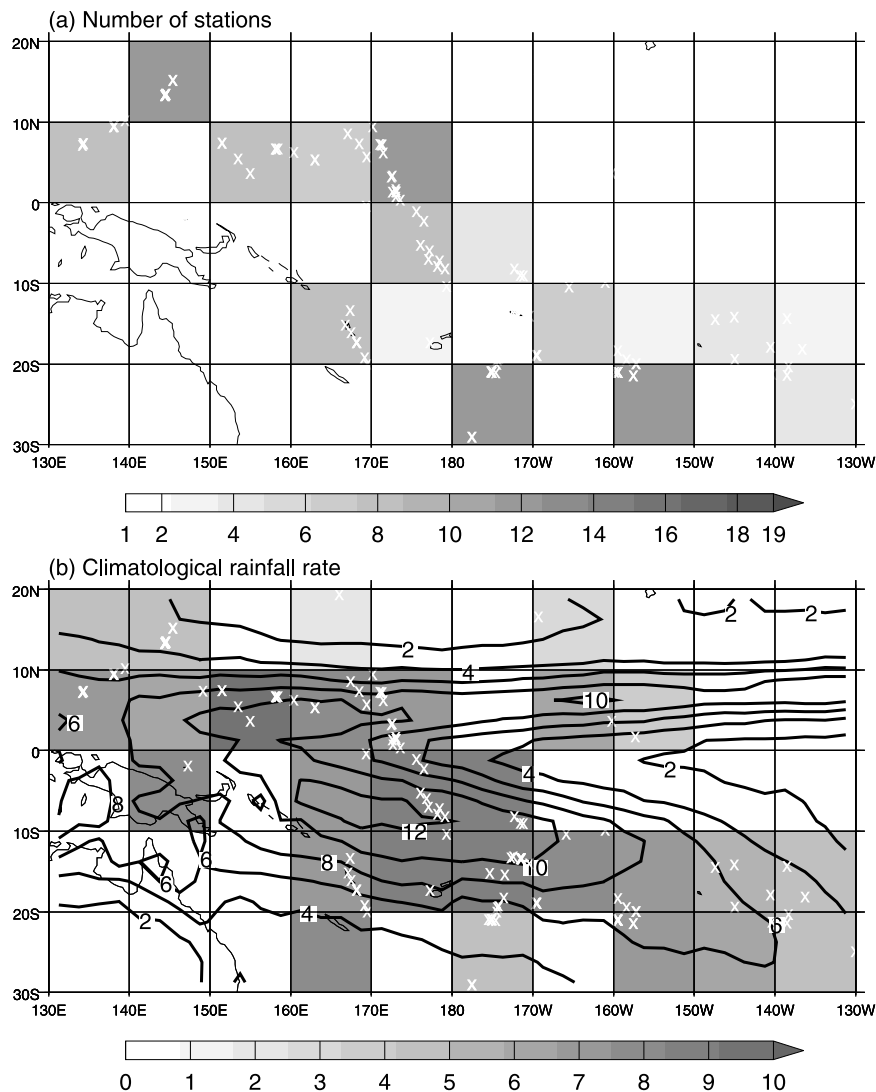 (a) Number of stations
20N
10N
0
10S
20S
30S
130E 140E 150E 160E 170E 180 170W 160W 150W 140W 130W
1 2 4 6 8 10 12 14 16 18 19
(b) Climatological rainfall rate
20N
2 2 2
10N 4
6 10
0
4 2
8
12
10S
6 8 10
6
20S 2 4 6
30S
130E 140E 150E 160E 170E 180 170W 160W 150W 140W 130W
0 1 2 3 4 5 6 7 8 9 10